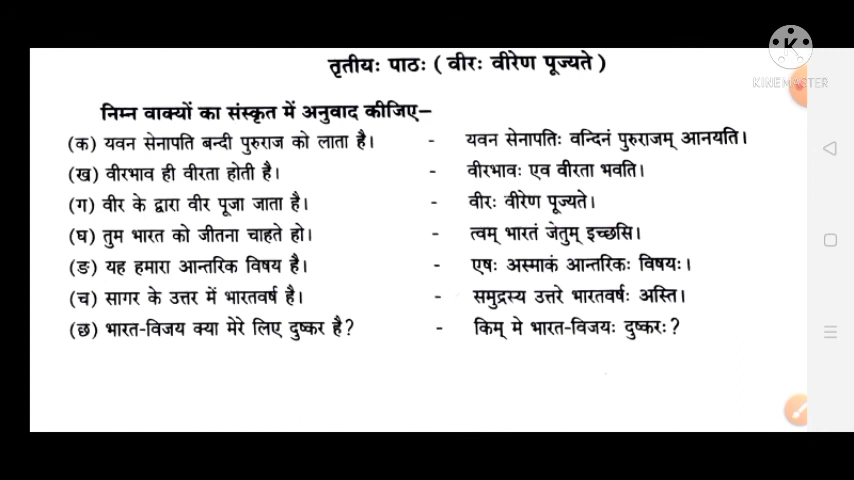 तृतीयः पाठः ( वीरः वीरेण पूज्यते )
KINEMASTER
निम्न वाक्यों का संस्कृत में अनुवाद कीजिए–
(क) यवन सेनापति बन्दी पुरुराज को लाता है। - यवन सेनापतिः वन्दिनं पुरुराजम् आनयति।
(ख) वीरभाव ही वीरता होती है। - वीरभावः एव वीरता भवति।
(ग) वीर के द्वारा वीर पूजा जाता है। - वीरः वीरेण पूज्यते।
(घ) तुम भारत को जीतना चाहते हो। - त्वम् भारतं जेतुम् इच्छसि।
(ङ) यह हमारा आन्तरिक विषय है। - एषः अस्माकं आन्तरिकः विषयः।
(च) सागर के उत्तर में भारतवर्ष है। - समुद्रस्य उत्तरे भारतवर्षः अस्ति।
(छ) भारत-विजय क्या मेरे लिए दुष्कर है? - किम् मे भारत-विजयः दुष्करः?